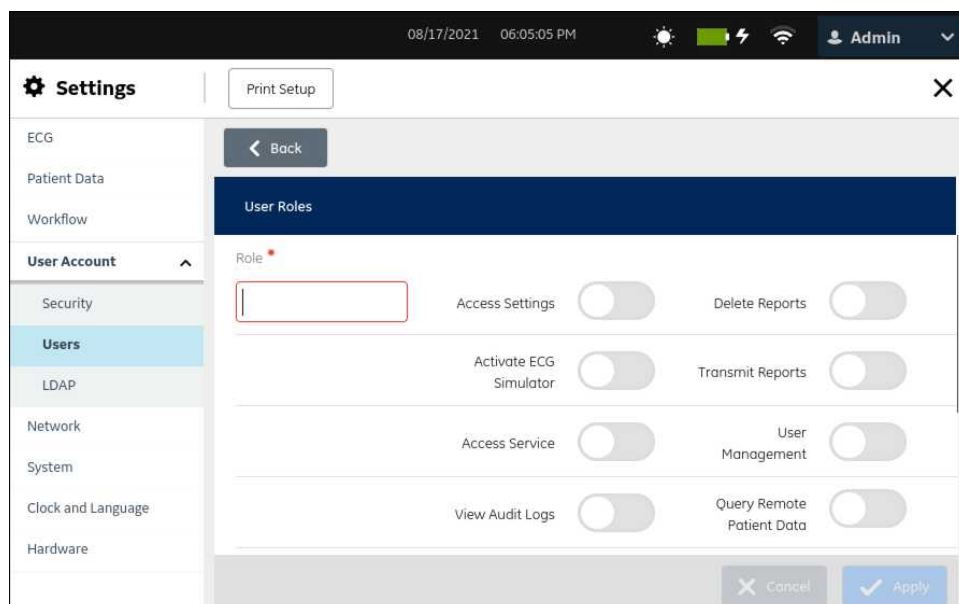 08/17/2021 06:05:05 PM Admin
Settings Print Setup
ECG
Patient Data
Workflow
User Account
Security
Users
LDAP
Network
System
Clock and Language
Hardware
Back
User Roles
Role *
Access Settings
Delete Reports
Activate ECG
Simulator
Transmit Reports
Access Service
User
Management
View Audit Logs
Query Remote
Patient Data
Cancel
Apply